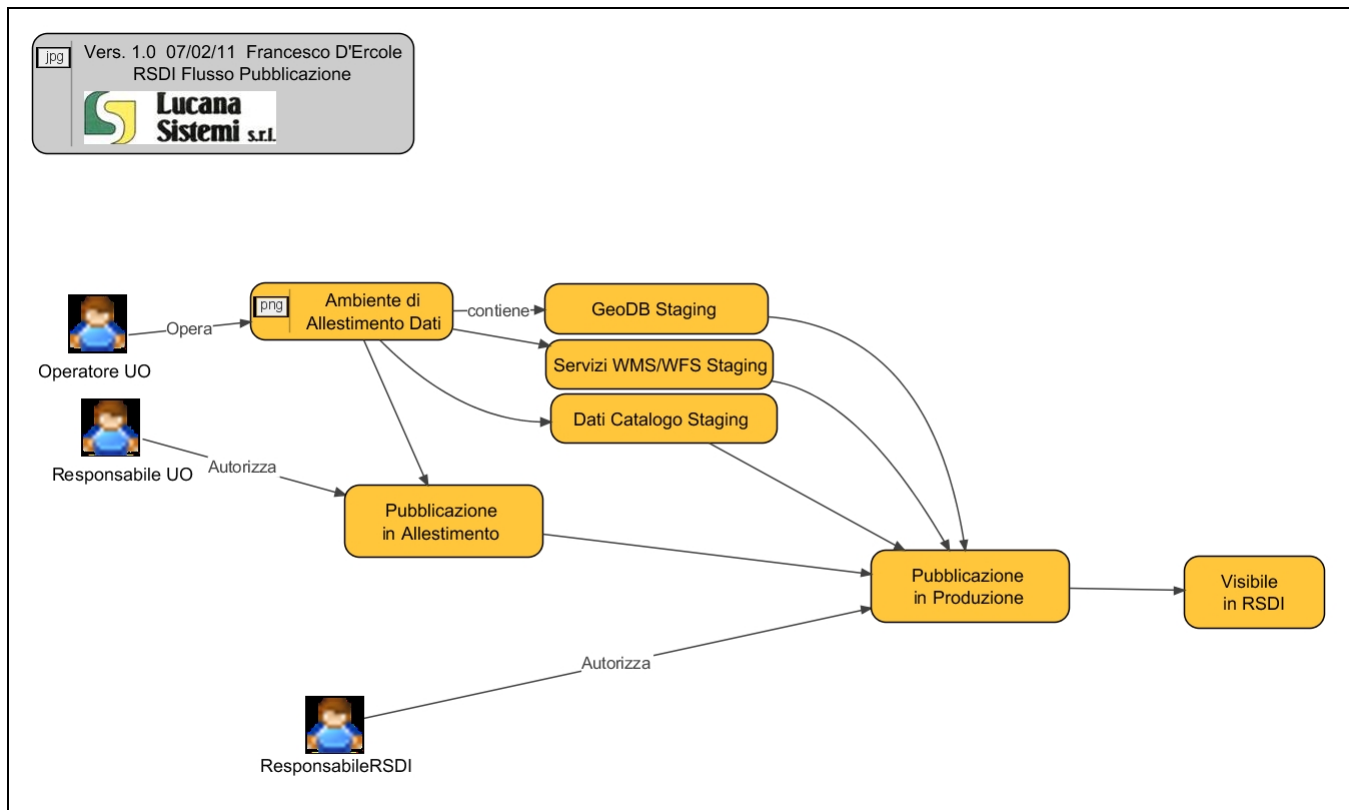 jpg
Vers. 1.0 07/02/11 Francesco D'Ercole
RSDI Flusso Pubblicazione
Lucana
Sistemi s.r.l.
png
Ambiente di
Allestimento Dati
contiene
GeoDB Staging
Opera
Operatore UO
Servizi WMS/WFS Staging
Dati Catalogo Staging
Responsabile UO
Autorizza
Pubblicazione
in Allestimento
Pubblicazione
in Produzione
Visibile
in RSDI
Autorizza
ResponsabileRSDI